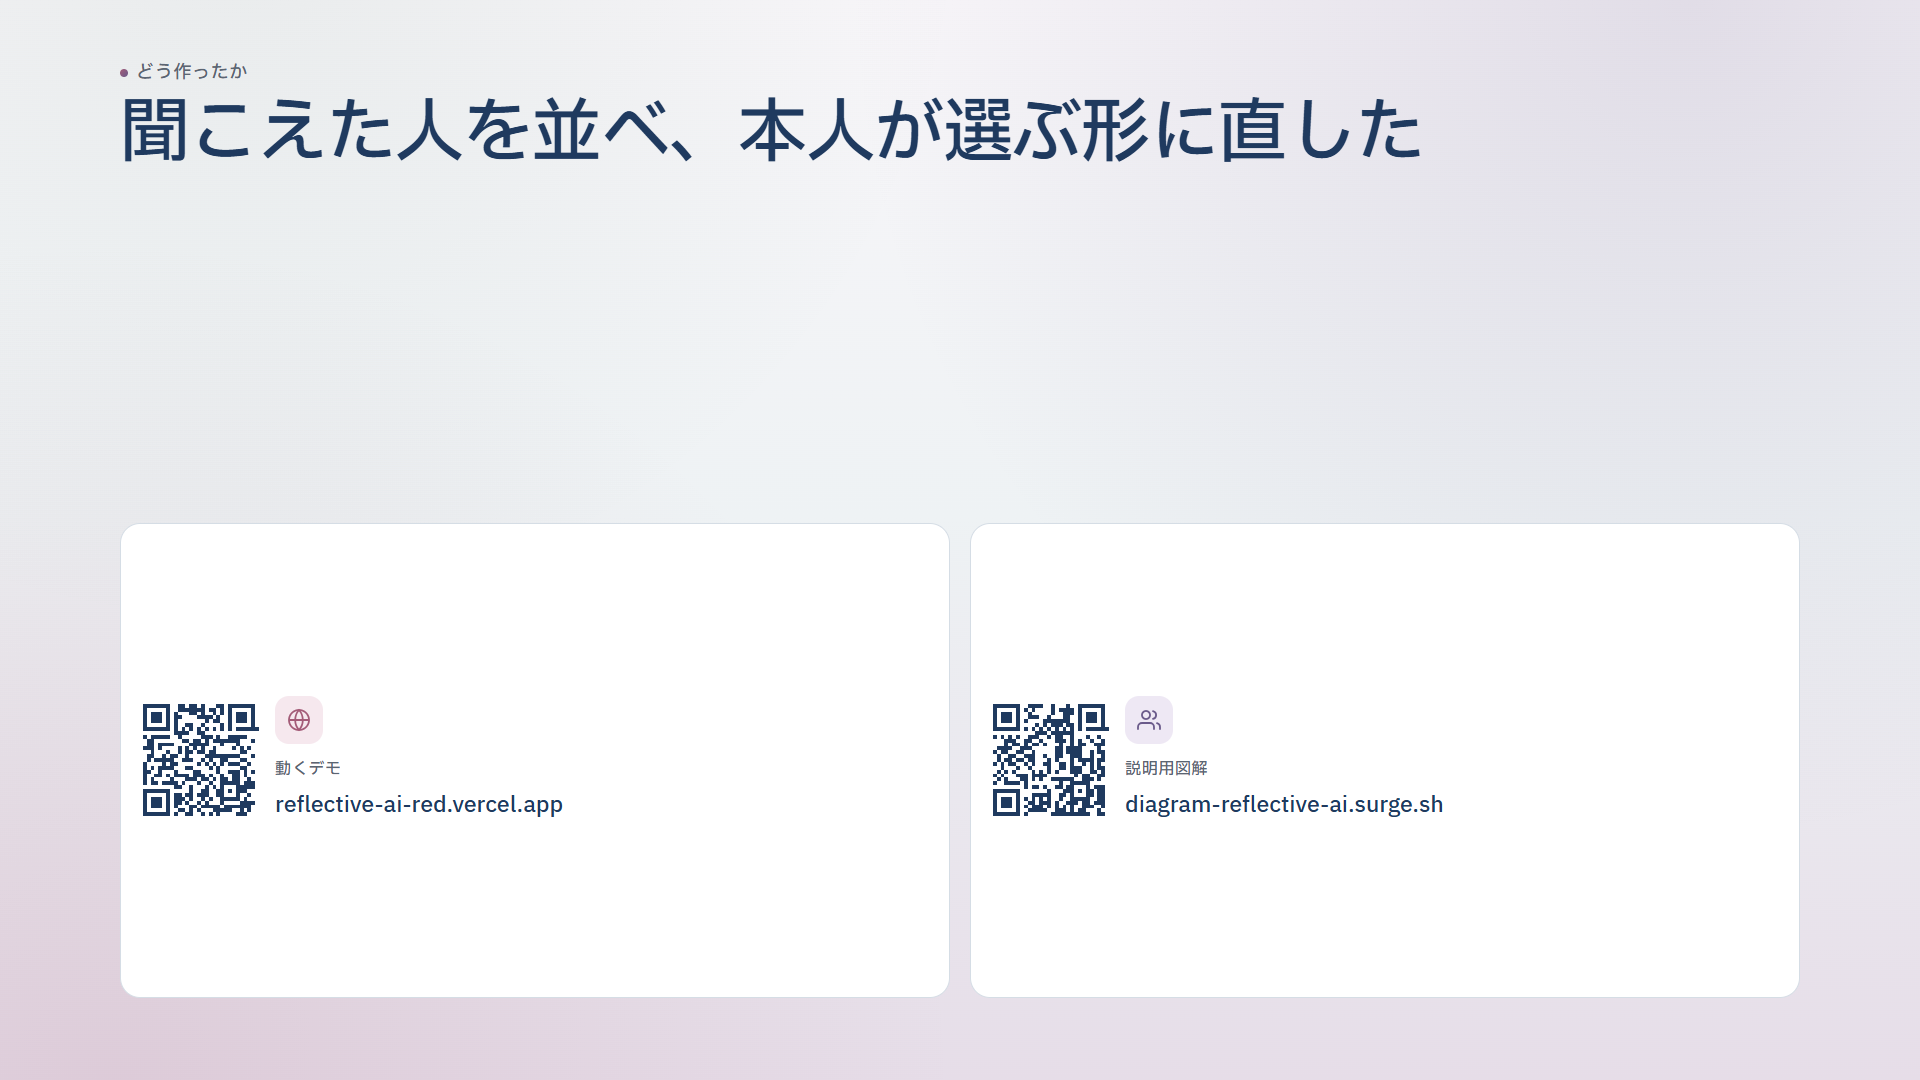 どう作ったか
聞こえた人を並べ、本人が選ぶ形に直した
動くデモ
reflective-ai-red.vercel.app
説明用図解
diagram-reflective-ai.surge.sh